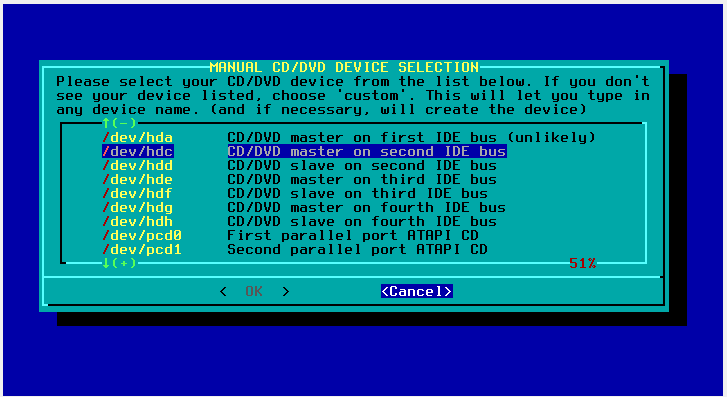 MANUAL CD/DVD DEVICE SELECTION
Please select your CD/DVD device from the list below. If you don't
see your device listed, choose 'custom'. This will let you type in
any device name. (and if necessary, will create the device)
↑(-)
/dev/hda CD/DVD master on first IDE bus (unlikely)
/dev/hdc CD/DVD master on second IDE bus
/dev/hdd CD/DVD slave on second IDE bus
/dev/hde CD/DVD master on third IDE bus
/dev/hdf CD/DVD slave on third IDE bus
/dev/hdg CD/DVD master on fourth IDE bus
/dev/hdh CD/DVD slave on fourth IDE bus
/dev/pcd0 First parallel port ATAPI CD
/dev/pcd1 Second parallel port ATAPI CD
↓(+) 51%
< OK > <Cancel>